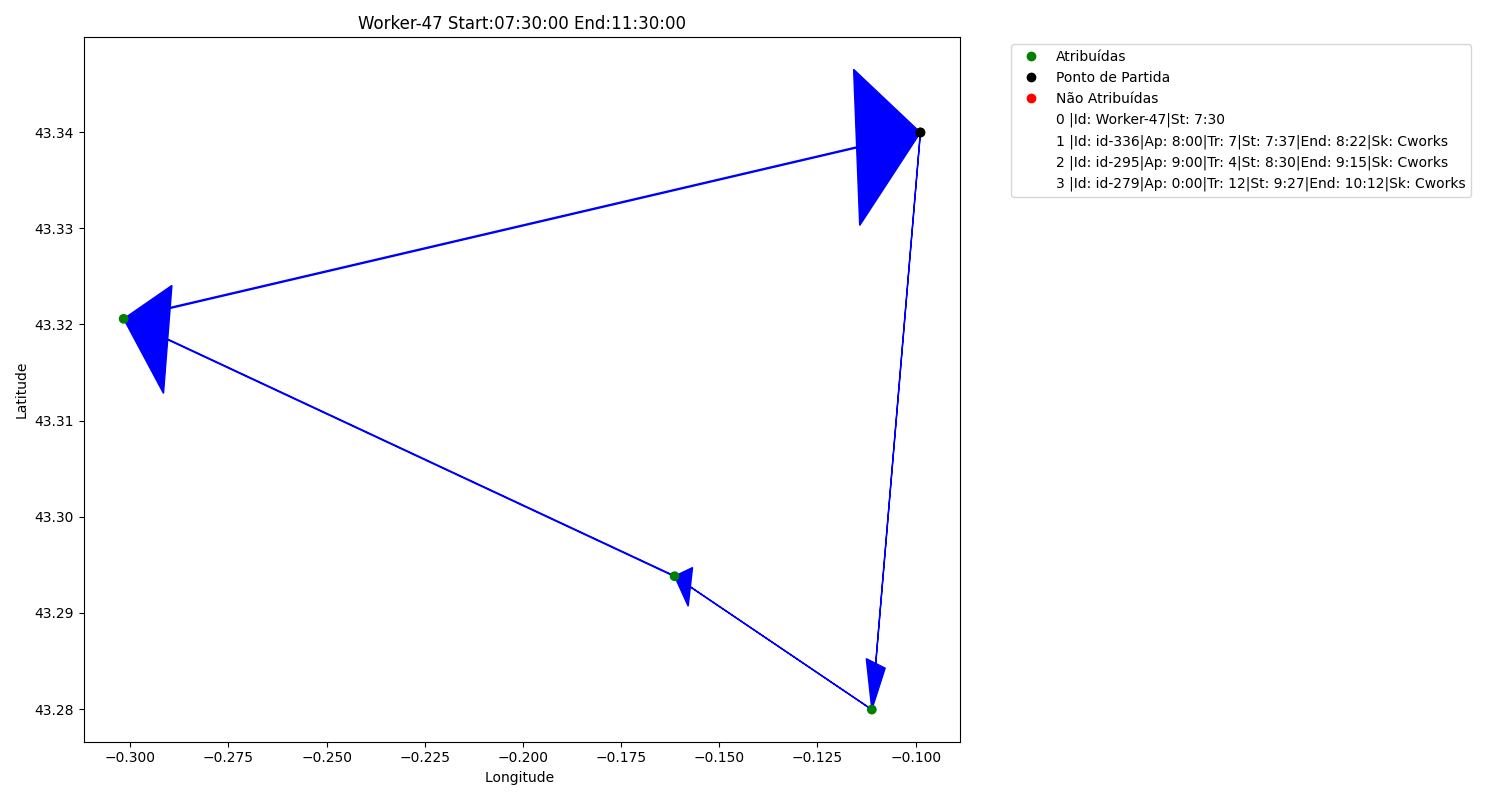 Worker-47 Start:07:30:00 End:11:30:00
Atribuídas
Ponto de Partida
Não Atribuídas
0 |Id: Worker-47|St: 7:30
1 |Id: id-336|Ap: 8:00|Tr: 7|St: 7:37|End: 8:22|Sk: Cworks
2 |Id: id-295|Ap: 9:00|Tr: 4|St: 8:30|End: 9:15|Sk: Cworks
3 |Id: id-279|Ap: 0:00|Tr: 12|St: 9:27|End: 10:12|Sk: Cworks
43.34
43.33
43.32
43.31
43.30
43.29
43.28
Latitude
−0.300
−0.275
−0.250
−0.225
−0.200
−0.175
−0.150
−0.125
−0.100
Longitude